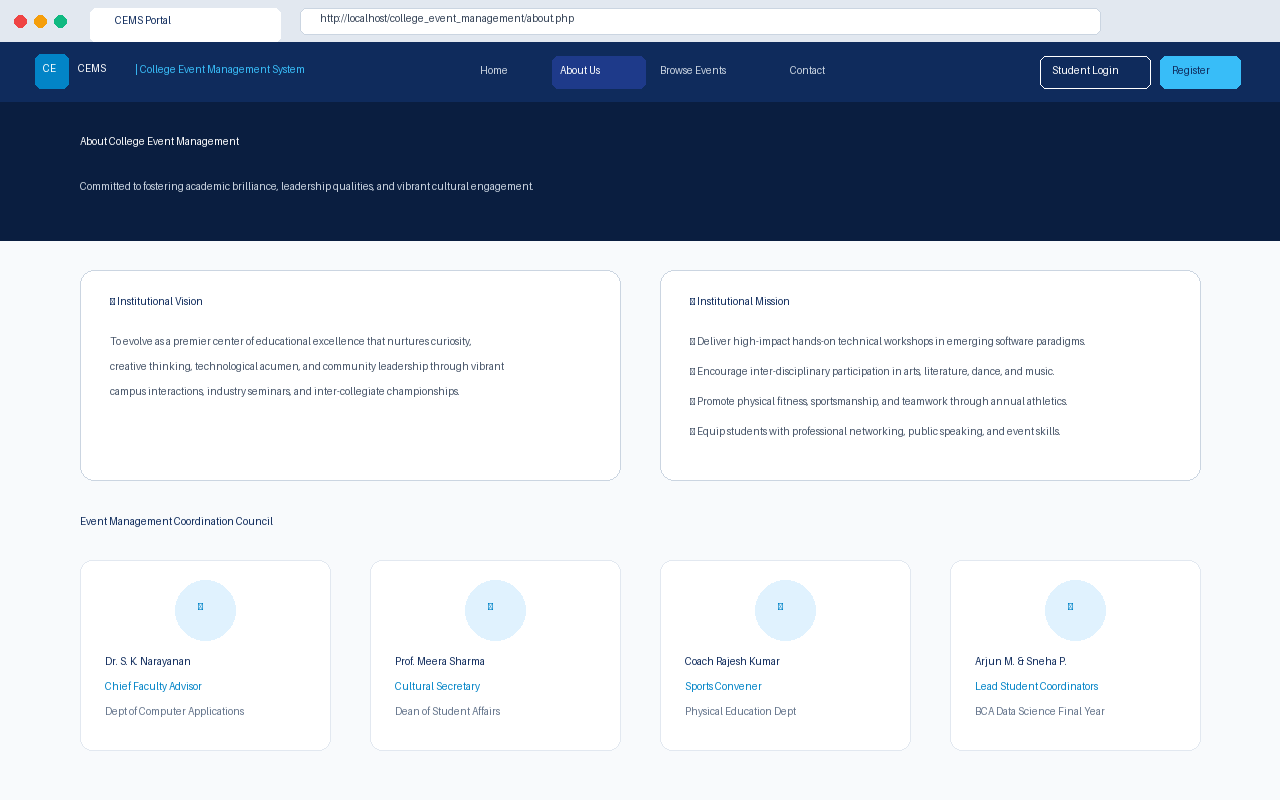 CEMS Portal
http://localhost/college_event_management/about.php
CE CEMS | College Event Management System
Home About Us Browse Events Contact Student Login Register
About College Event Management
Committed to fostering academic brilliance, leadership qualities, and vibrant cultural engagement.
Institutional Vision
To evolve as a premier center of educational excellence that nurtures curiosity,
creative thinking, technological acumen, and community leadership through vibrant
campus interactions, industry seminars, and inter-collegiate championships.
Institutional Mission
Deliver high-impact hands-on technical workshops in emerging software paradigms.
Encourage inter-disciplinary participation in arts, literature, dance, and music.
Promote physical fitness, sportsmanship, and teamwork through annual athletics.
Equip students with professional networking, public speaking, and event skills.
Event Management Coordination Council
Dr. S. K. Narayanan
Chief Faculty Advisor
Dept of Computer Applications
Prof. Meera Sharma
Cultural Secretary
Dean of Student Affairs
Coach Rajesh Kumar
Sports Convener
Physical Education Dept
Arjun M. & Sneha P.
Lead Student Coordinators
BCA Data Science Final Year